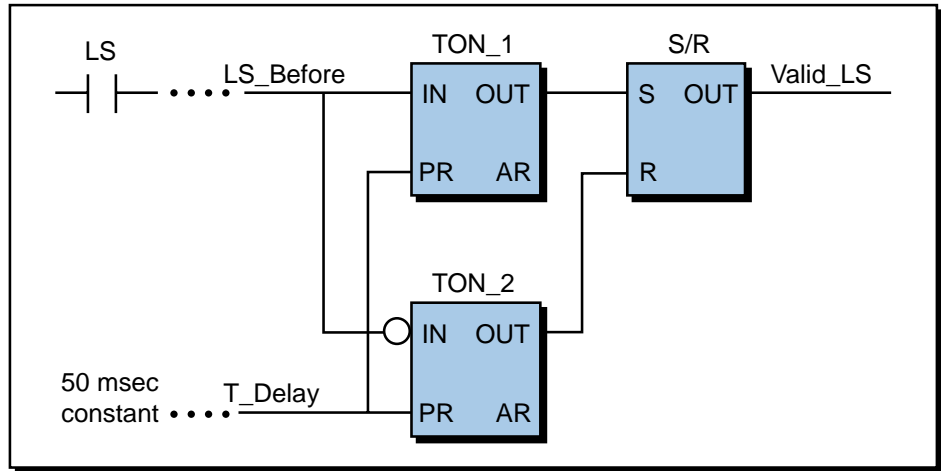 LS
LS_Before
TON_1
IN OUT
PR AR
S/R
S OUT
R
Valid_LS
TON_2
IN OUT
PR AR
50 msec
constant
T_Delay